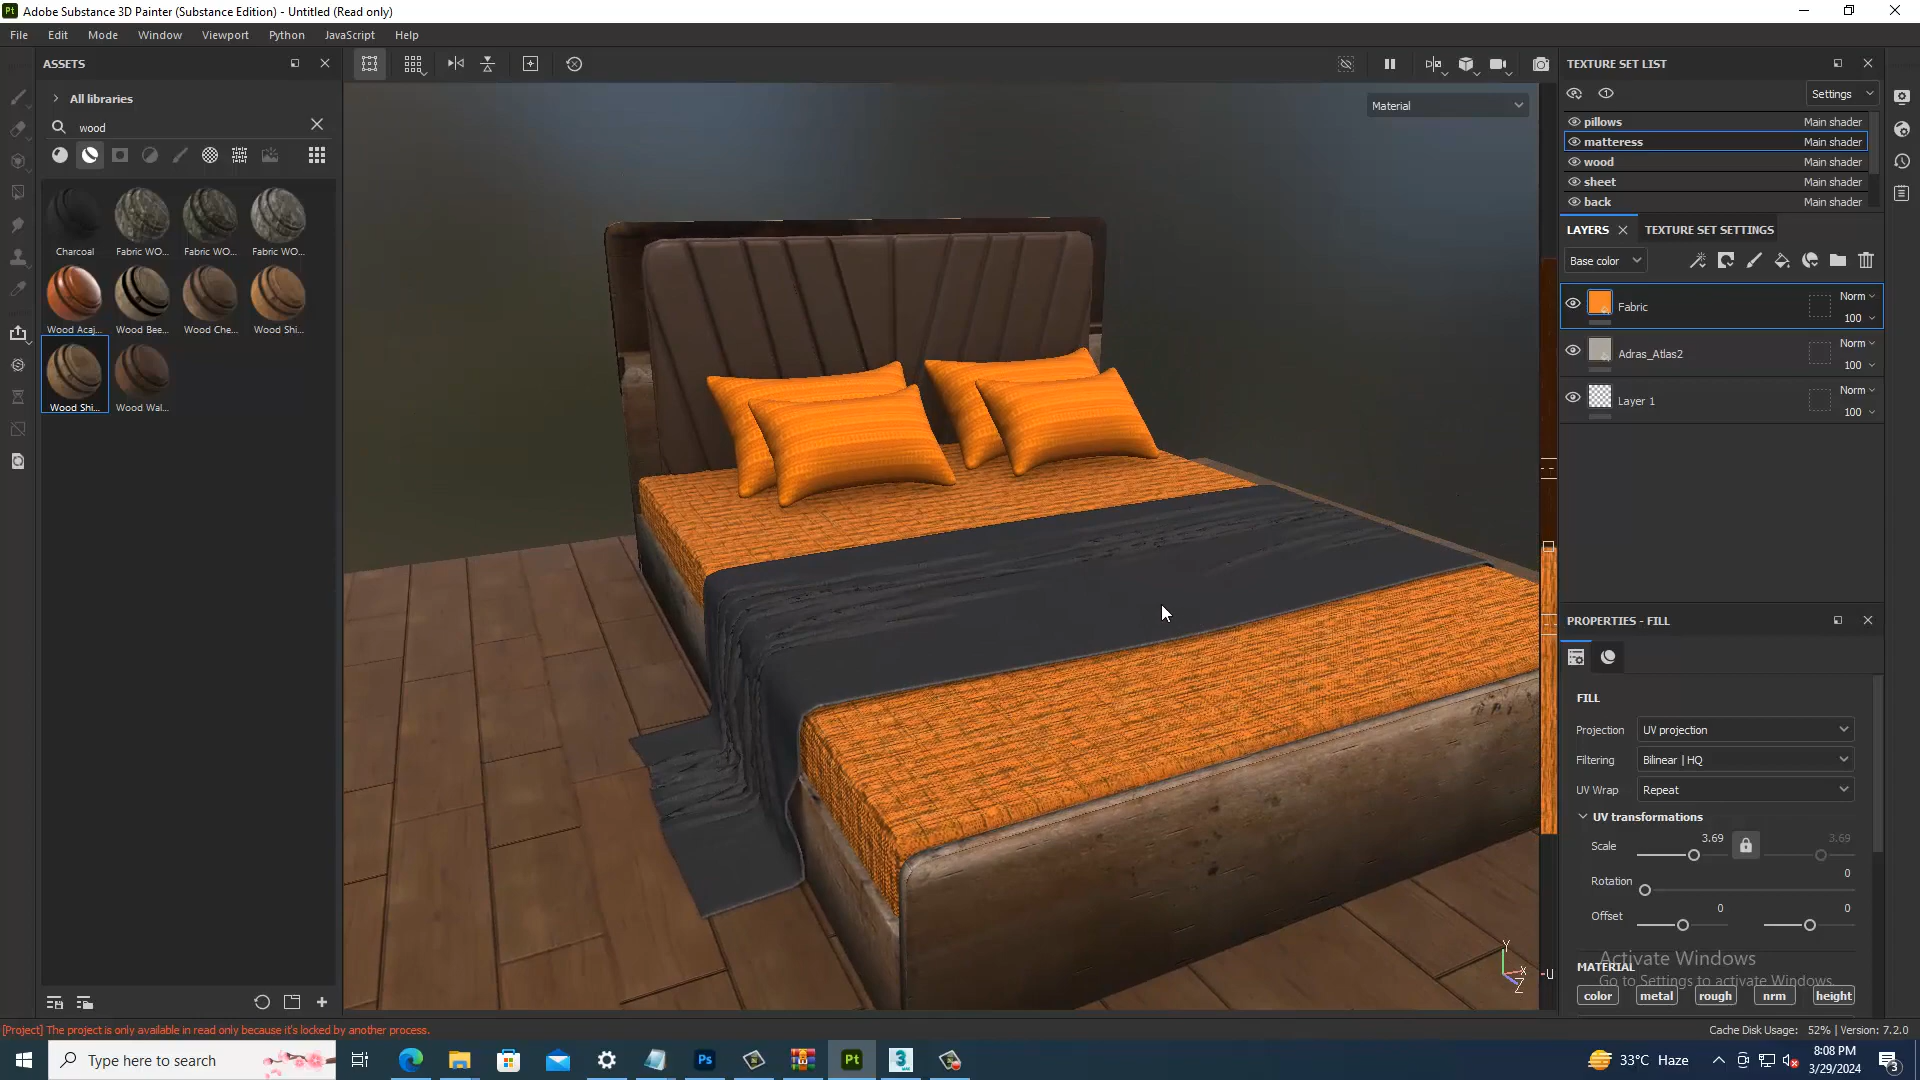 Pt Adobe Substance 3D Painter (Substance Edition) - Untitled (Read only)
File Edit Mode Window Viewport Python JavaScript Help
ASSETS
All libraries
wood
Charcoal
Fabric WO...
Fabric WO...
Fabric WO...
Wood Acaj...
Wood Bee...
Wood Che...
Wood Shi...
Wood Shi...
Wood Wal...
Material
Y
X
Z
U
TEXTURE SET LIST
Settings
pillows Main shader
matteress Main shader
wood Main shader
sheet Main shader
back Main shader
LAYERS TEXTURE SET SETTINGS
Base color
Fabric Norm 100
Adras_Atlas2 Norm 100
Layer 1 Norm 100
PROPERTIES - FILL
FILL
Projection UV projection
Filtering Bilinear | HQ
UV Wrap Repeat
UV transformations
Scale 3.69 3.69
Rotation 0
Offset 0 0
MATERIAL
color metal rough nrm height
Activate Windows
Go to Settings to activate Windows.
[Project] The project is only available in read only because it's locked by another process.
Cache Disk Usage: 52% | Version: 7.2.0
Type here to search
Ps
Pt
3
33°C Haze
8:08 PM
3/29/2024
3